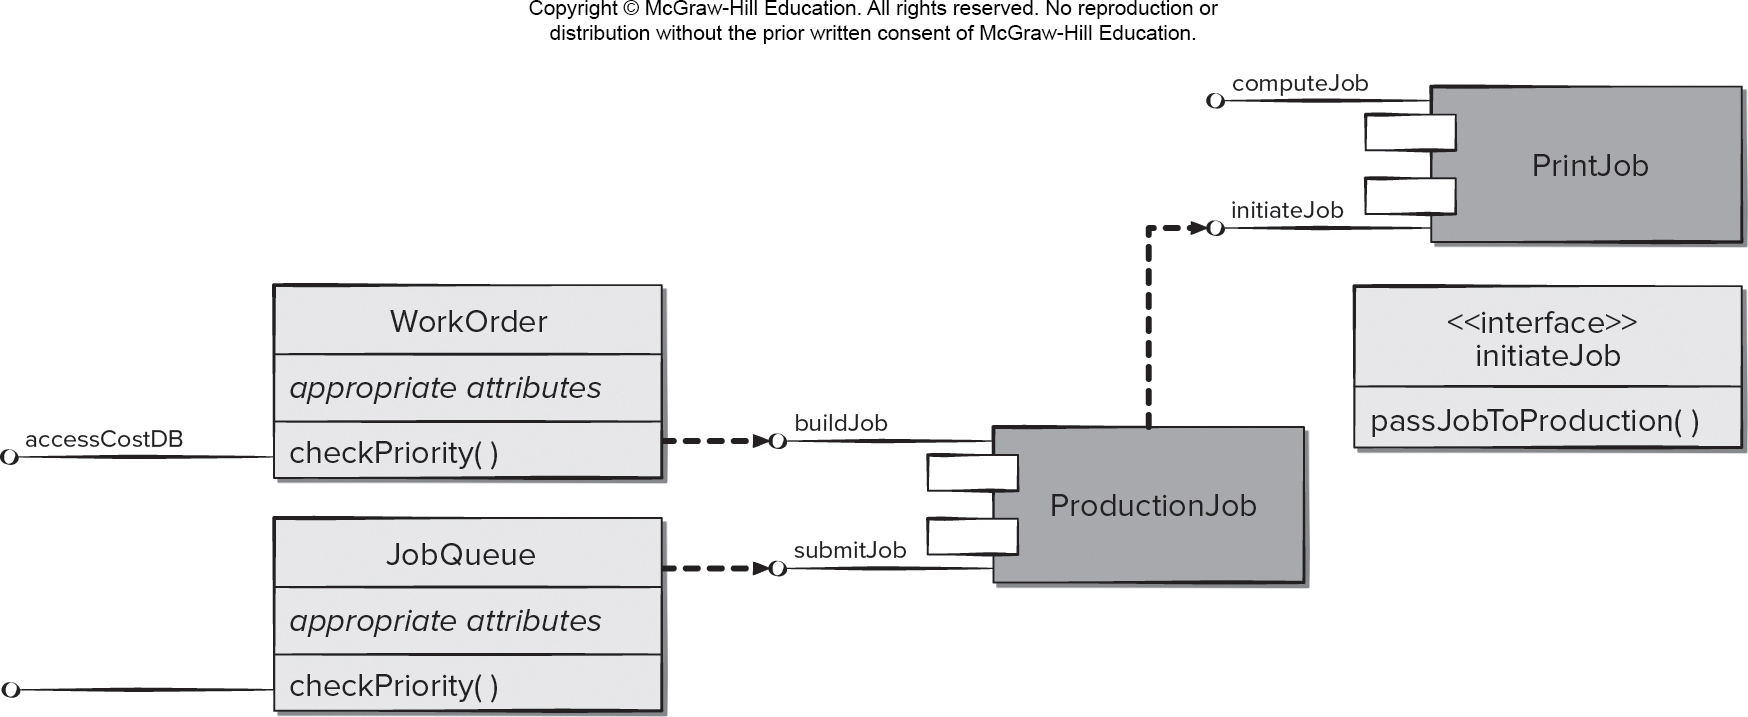 Copyright © McGraw-Hill Education. All rights reserved. No reproduction or
distribution without the prior written consent of McGraw-Hill Education.
computeJob
PrintJob
initiateJob
<<interface>>
initiateJob
passJobToProduction( )
WorkOrder
appropriate attributes
checkPriority( )
accessCostDB
buildJob
ProductionJob
submitJob
JobQueue
appropriate attributes
checkPriority( )